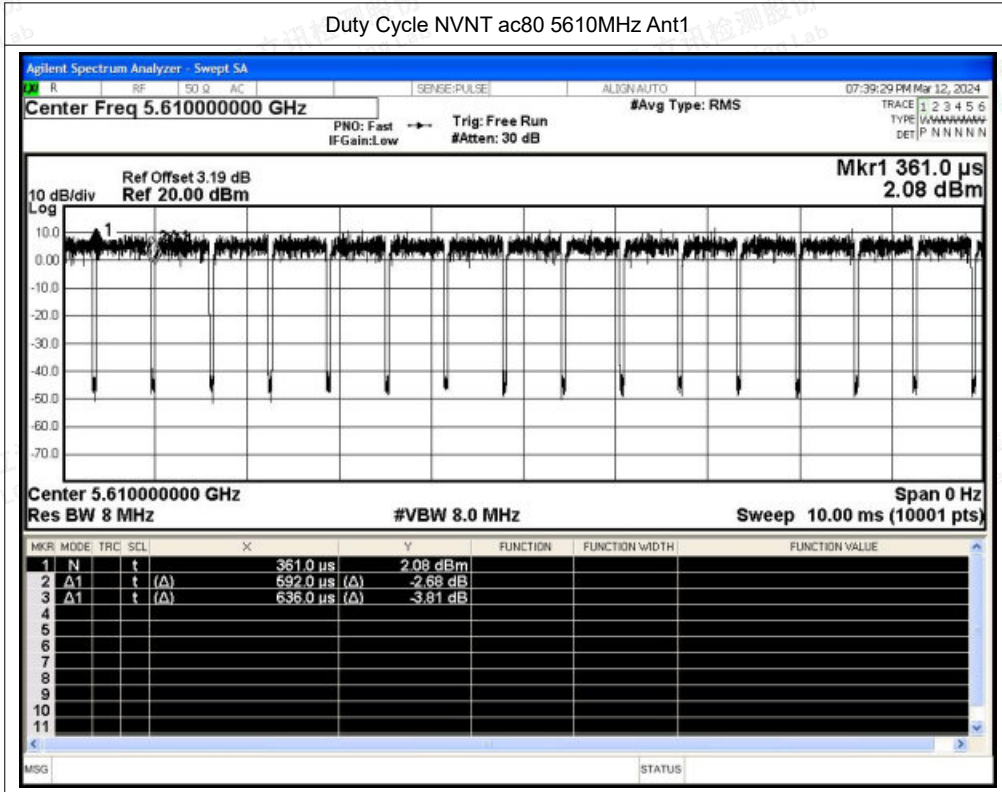 Duty Cycle NVNT ac80 5610MHz Ant1
Agilent Spectrum Analyzer - Swept SA
R RF 50 Ω AC SENSE:PULSE ALIGN AUTO 07:39:29 PM Mar 12, 2024
Center Freq 5.610000000 GHz #Avg Type: RMS TRACE 1 2 3 4 5 6
PNO: Fast Trig: Free Run TYPE
IFGain:Low #Atten: 30 dB DET P N N N N N
Mkr1 361.0 µs
Ref Offset 3.19 dB
10 dB/div Ref 20.00 dBm 2.08 dBm
Log
10.0
1
0.00
-10.0
-20.0
-30.0
-40.0
-50.0
-60.0
-70.0
Center 5.610000000 GHz Span 0 Hz
Res BW 8 MHz #VBW 8.0 MHz Sweep 10.00 ms (10001 pts)
MKR MODE TRC SCL X Y FUNCTION FUNCTION WIDTH FUNCTION VALUE
1 N t 361.0 µs 2.08 dBm
2 Δ1 t (Δ) 592.0 µs (Δ) -2.68 dB
3 Δ1 t (Δ) 636.0 µs (Δ) -3.81 dB
4
5
6
7
8
9
10
11
MSG STATUS